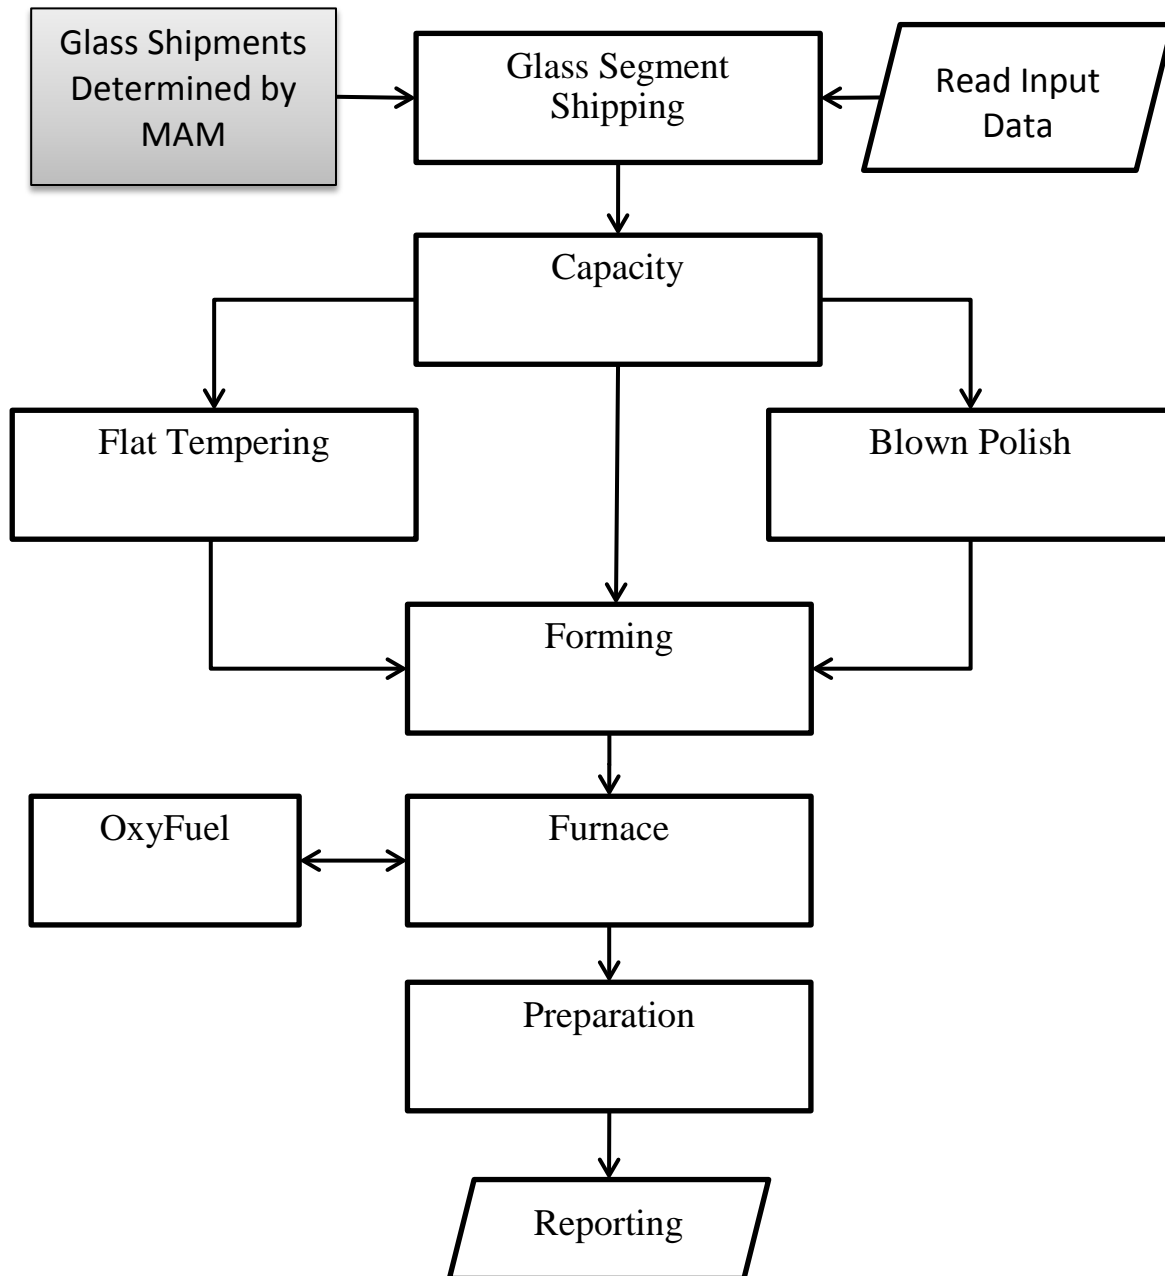 Glass Shipments
Determined by
MAM
Glass Segment
Shipping
Read Input
Data
Capacity
Flat Tempering
Blown Polish
Forming
OxyFuel
Furnace
Preparation
Reporting